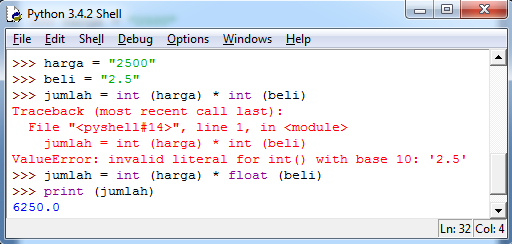 Python 3.4.2 Shell
File Edit Shell Debug Options Windows Help
>>> harga = "2500"
>>> beli = "2.5"
>>> jumlah = int (harga) * int (beli)
Traceback (most recent call last):
  File "<pyshell#14>", line 1, in <module>
    jumlah = int (harga) * int (beli)
ValueError: invalid literal for int() with base 10: '2.5'
>>> jumlah = int (harga) * float (beli)
>>> print (jumlah)
6250.0
Ln: 32 Col: 4